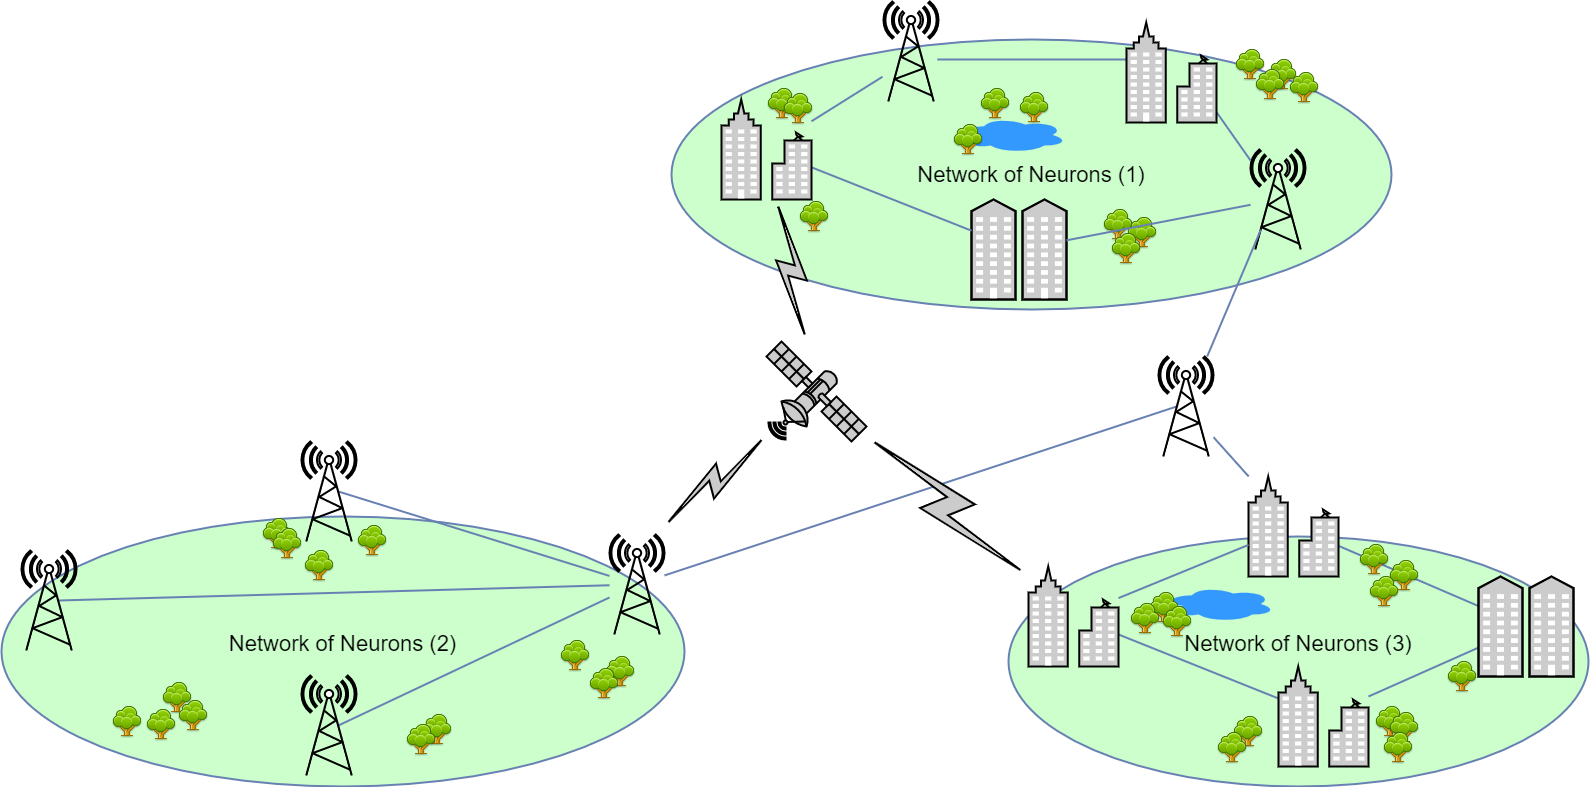 Network of Neurons (1)
Network of Neurons (2)
Network of Neurons (3)